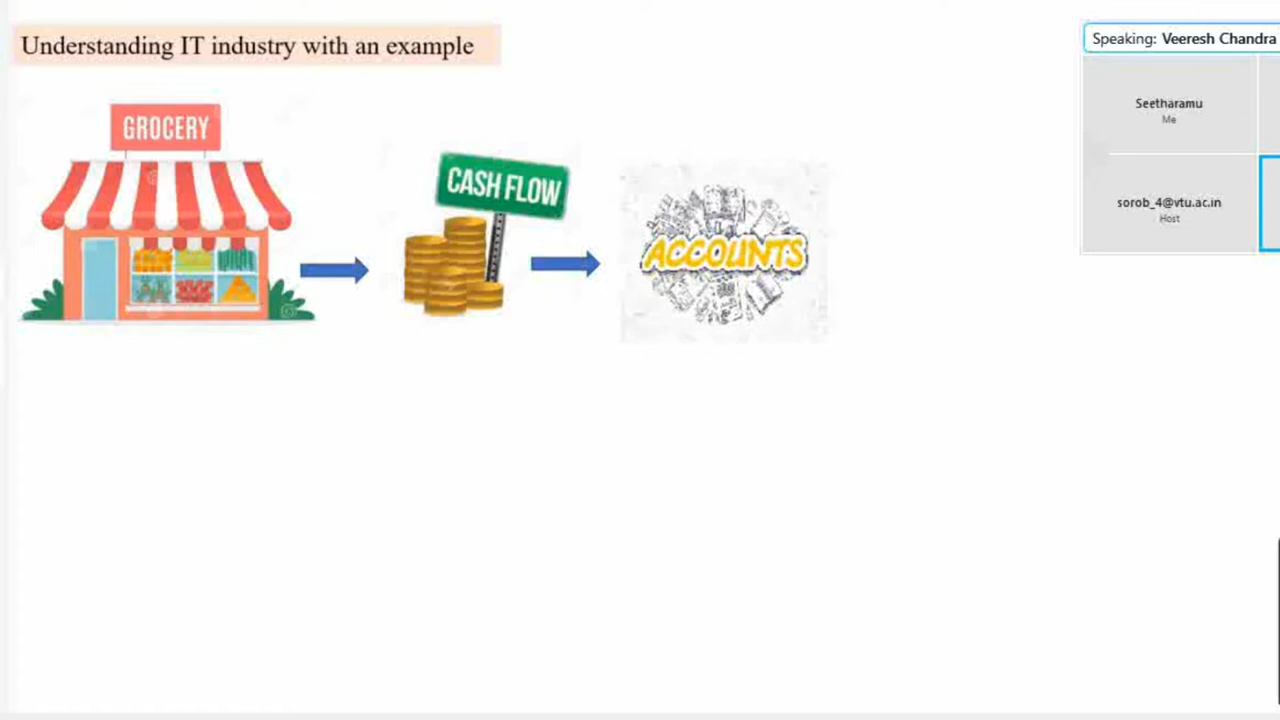 Understanding IT industry with an example
Speaking: Veeresh Chandra
GROCERY
Seetharamu
Me
CASH FLOW
ACCOUNTS
sorob_4@vtu.ac.in
Host